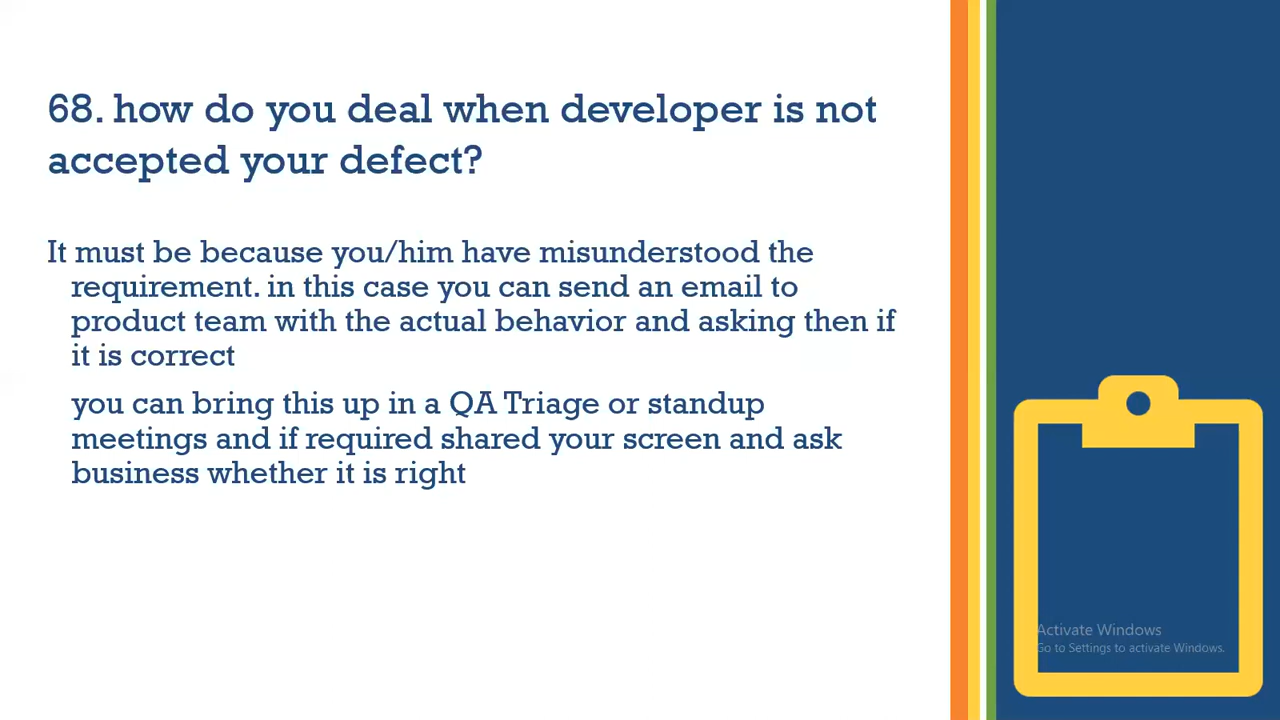 68. how do you deal when developer is not
accepted your defect?
It must be because you/him have misunderstood the
requirement. in this case you can send an email to
product team with the actual behavior and asking then if
it is correct
you can bring this up in a QA Triage or standup
meetings and if required shared your screen and ask
business whether it is right
Activate Windows
Go to Settings to activate Windows.